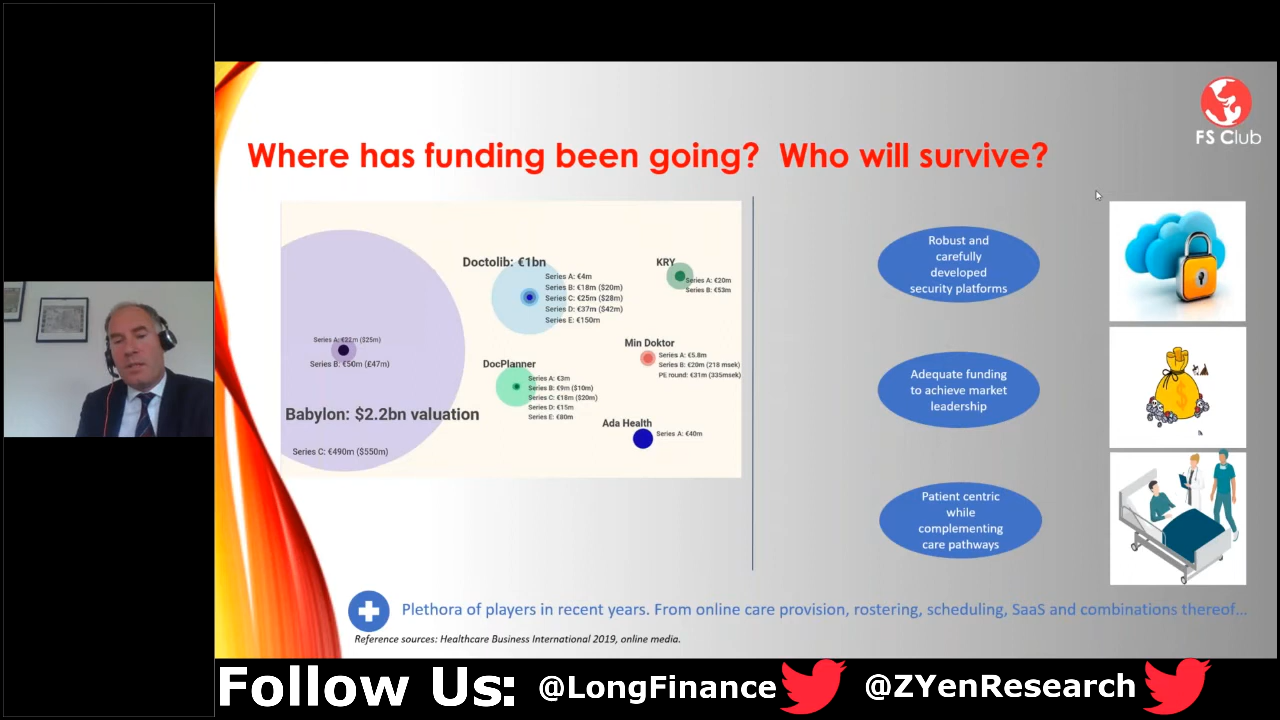 FS Club
Where has funding been going? Who will survive?
Doctolib: €1bn
Series A: €4m
Series B: €18m ($20m)
Series C: €25m ($28m)
Series D: €37m ($42m)
Series E: €150m
KRY
Series A: €20m
Series B: €53m
Series A: €22m ($25m)
Series B: €50m (£47m)
Babylon: $2.2bn valuation
Series C: €490m ($550m)
DocPlanner
Series A: €3m
Series B: €9m ($10m)
Series C: €18m ($20m)
Series D: €15m
Series E: €80m
Min Doktor
Series A: €5.8m
Series B: €20m (218 msek)
PE round: €31m (335msek)
Ada Health
Series A: €40m
Robust and
carefully
developed
security platforms
Adequate funding
to achieve market
leadership
Patient centric
while
complementing
care pathways
Plethora of players in recent years. From online care provision, rostering, scheduling, SaaS and combinations thereof...
Reference sources: Healthcare Business International 2019, online media.
Follow Us: @LongFinance @ZYenResearch